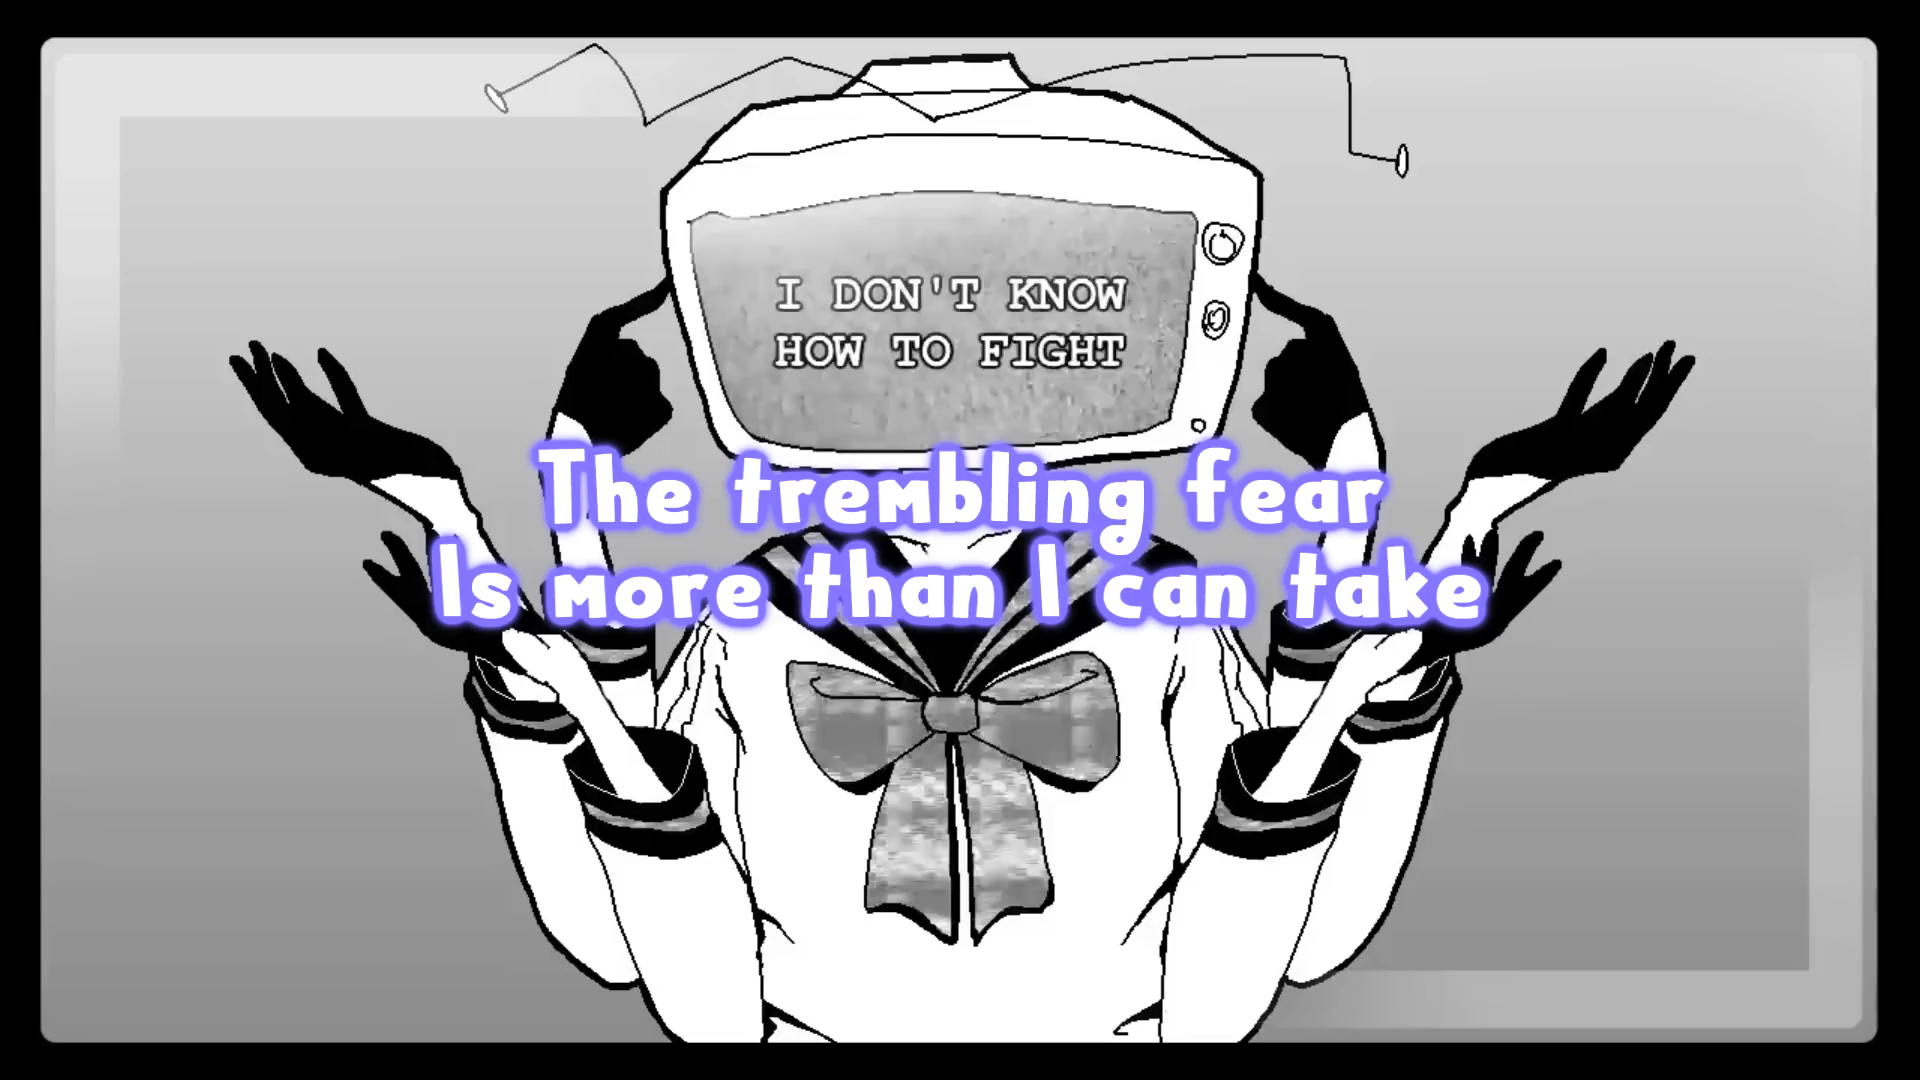 I DON'T KNOW
HOW TO FIGHT
The trembling fear
Is more than I can take